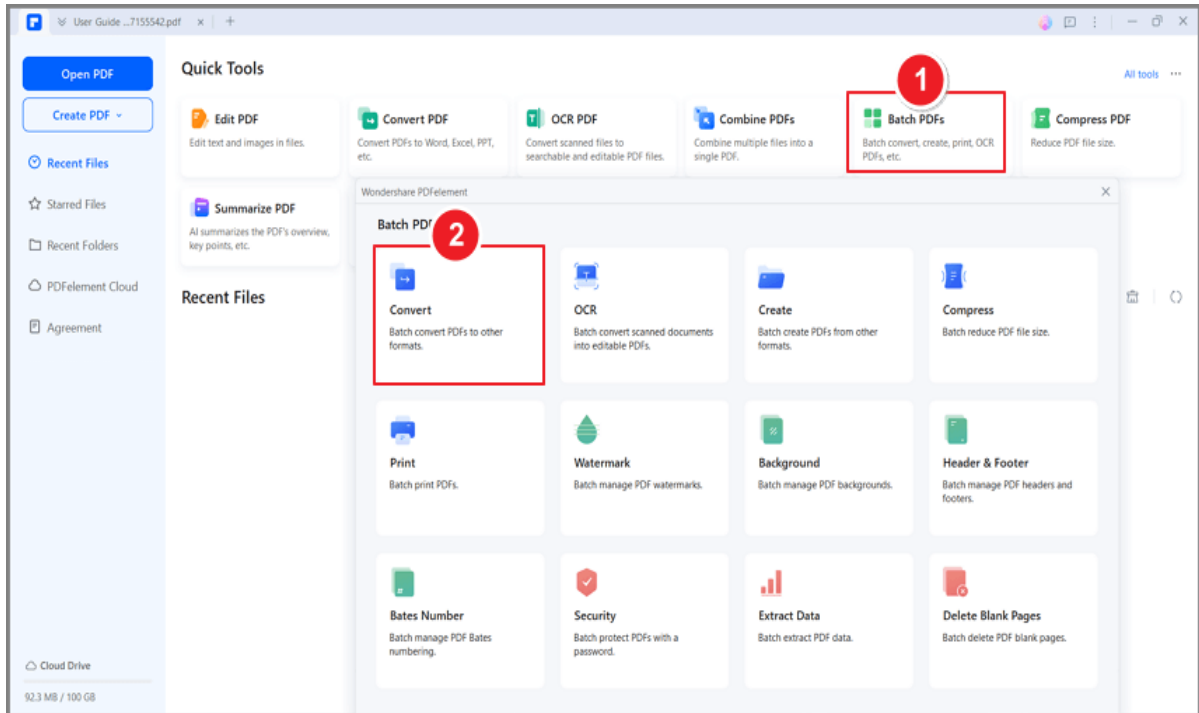 User Guide ...7155542.pdf
Open PDF
Create PDF
Recent Files
Starred Files
Recent Folders
PDFelement Cloud
Agreement
Cloud Drive
92.3 MB / 100 GB
Quick Tools
All tools
1
Edit PDF
Edit text and images in files.
Convert PDF
Convert PDFs to Word, Excel, PPT,
etc.
OCR PDF
Convert scanned files to
searchable and editable PDF files.
Combine PDFs
Combine multiple files into a
single PDF.
Batch PDFs
Batch convert, create, print, OCR
PDFs, etc.
Compress PDF
Reduce PDF file size.
Summarize PDF
AI summarizes the PDF's overview,
key points, etc.
Recent Files
Wondershare PDFelement
Batch PD
2
Convert
Batch convert PDFs to other
formats.
OCR
Batch convert scanned documents
into editable PDFs.
Create
Batch create PDFs from other
formats.
Compress
Batch reduce PDF file size.
Print
Batch print PDFs.
Watermark
Batch manage PDF watermarks.
Background
Batch manage PDF backgrounds.
Header & Footer
Batch manage PDF headers and
footers.
Bates Number
Batch manage PDF Bates
numbering.
Security
Batch protect PDFs with a
password.
Extract Data
Batch extract PDF data.
Delete Blank Pages
Batch delete PDF blank pages.